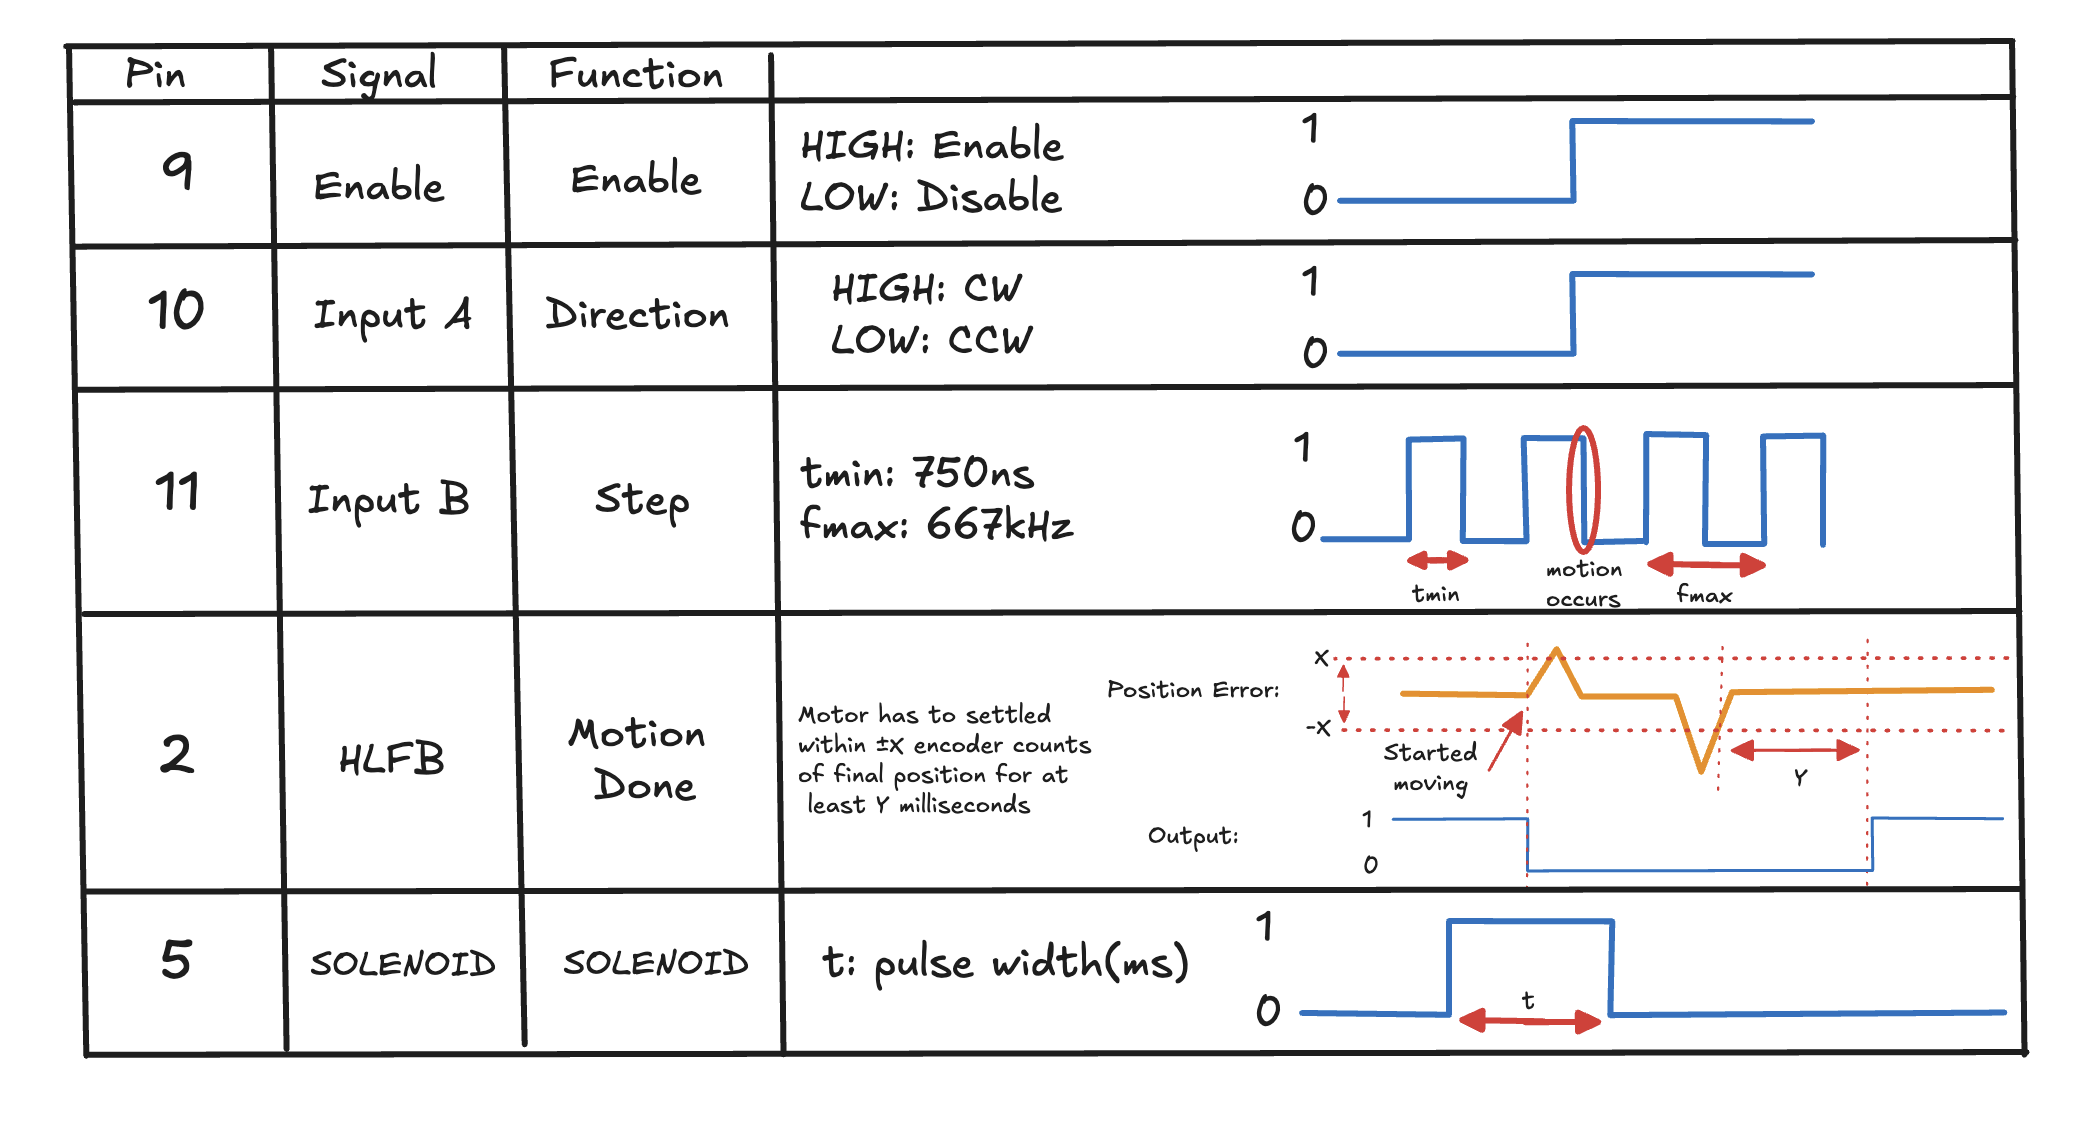 Pin
Signal
Function
9
Enable
Enable
HIGH: Enable
LOW: Disable
1
0
10
Input A
Direction
HIGH: CW
LOW: CCW
1
0
11
Input B
Step
tmin: 750ns
fmax: 667kHz
1
0
tmin
motion
occurs
fmax
2
HLFB
Motion
Done
Motor has to settled
within ±X encoder counts
of final position for at
least Y milliseconds
Position Error:
X
-X
Started
moving
Y
Output:
1
0
5
SOLENOID
SOLENOID
t: pulse width(ms)
1
0
t